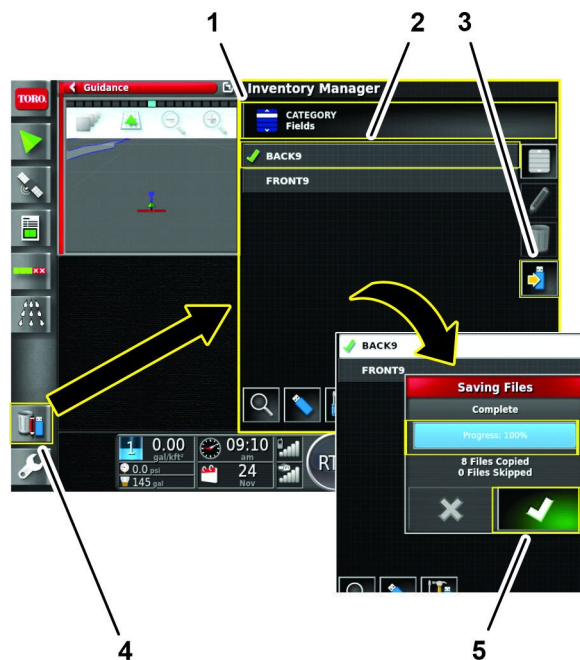 1
2
3
TORO.
Guidance
Inventory Manager
CATEGORY
Fields
BACK9
FRONT9
BACK9
FRONT9
Saving Files
Complete
Progress: 100%
8 Files Copied
0 Files Skipped
1
0.00
gal/kft²
09:10
am
0.0 psi
145 gal
24
Nov
RT
4
5